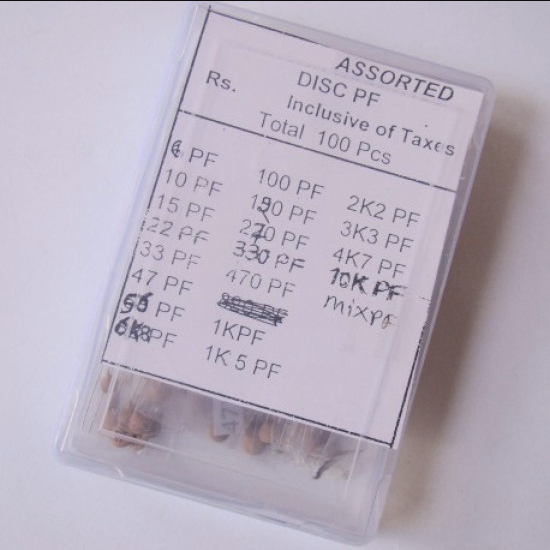 ASSORTED
Rs. DISC PF
Inclusive of Taxes
Total 100 Pcs
6 PF
10 PF
15 PF
22 PF
33 PF
47 PF
PF
PF
100 PF
PF
PF
330 PF
470 PF
1KPF
1K 5 PF
2K2 PF
3K3 PF
4K7 PF
10K PF
mixpf